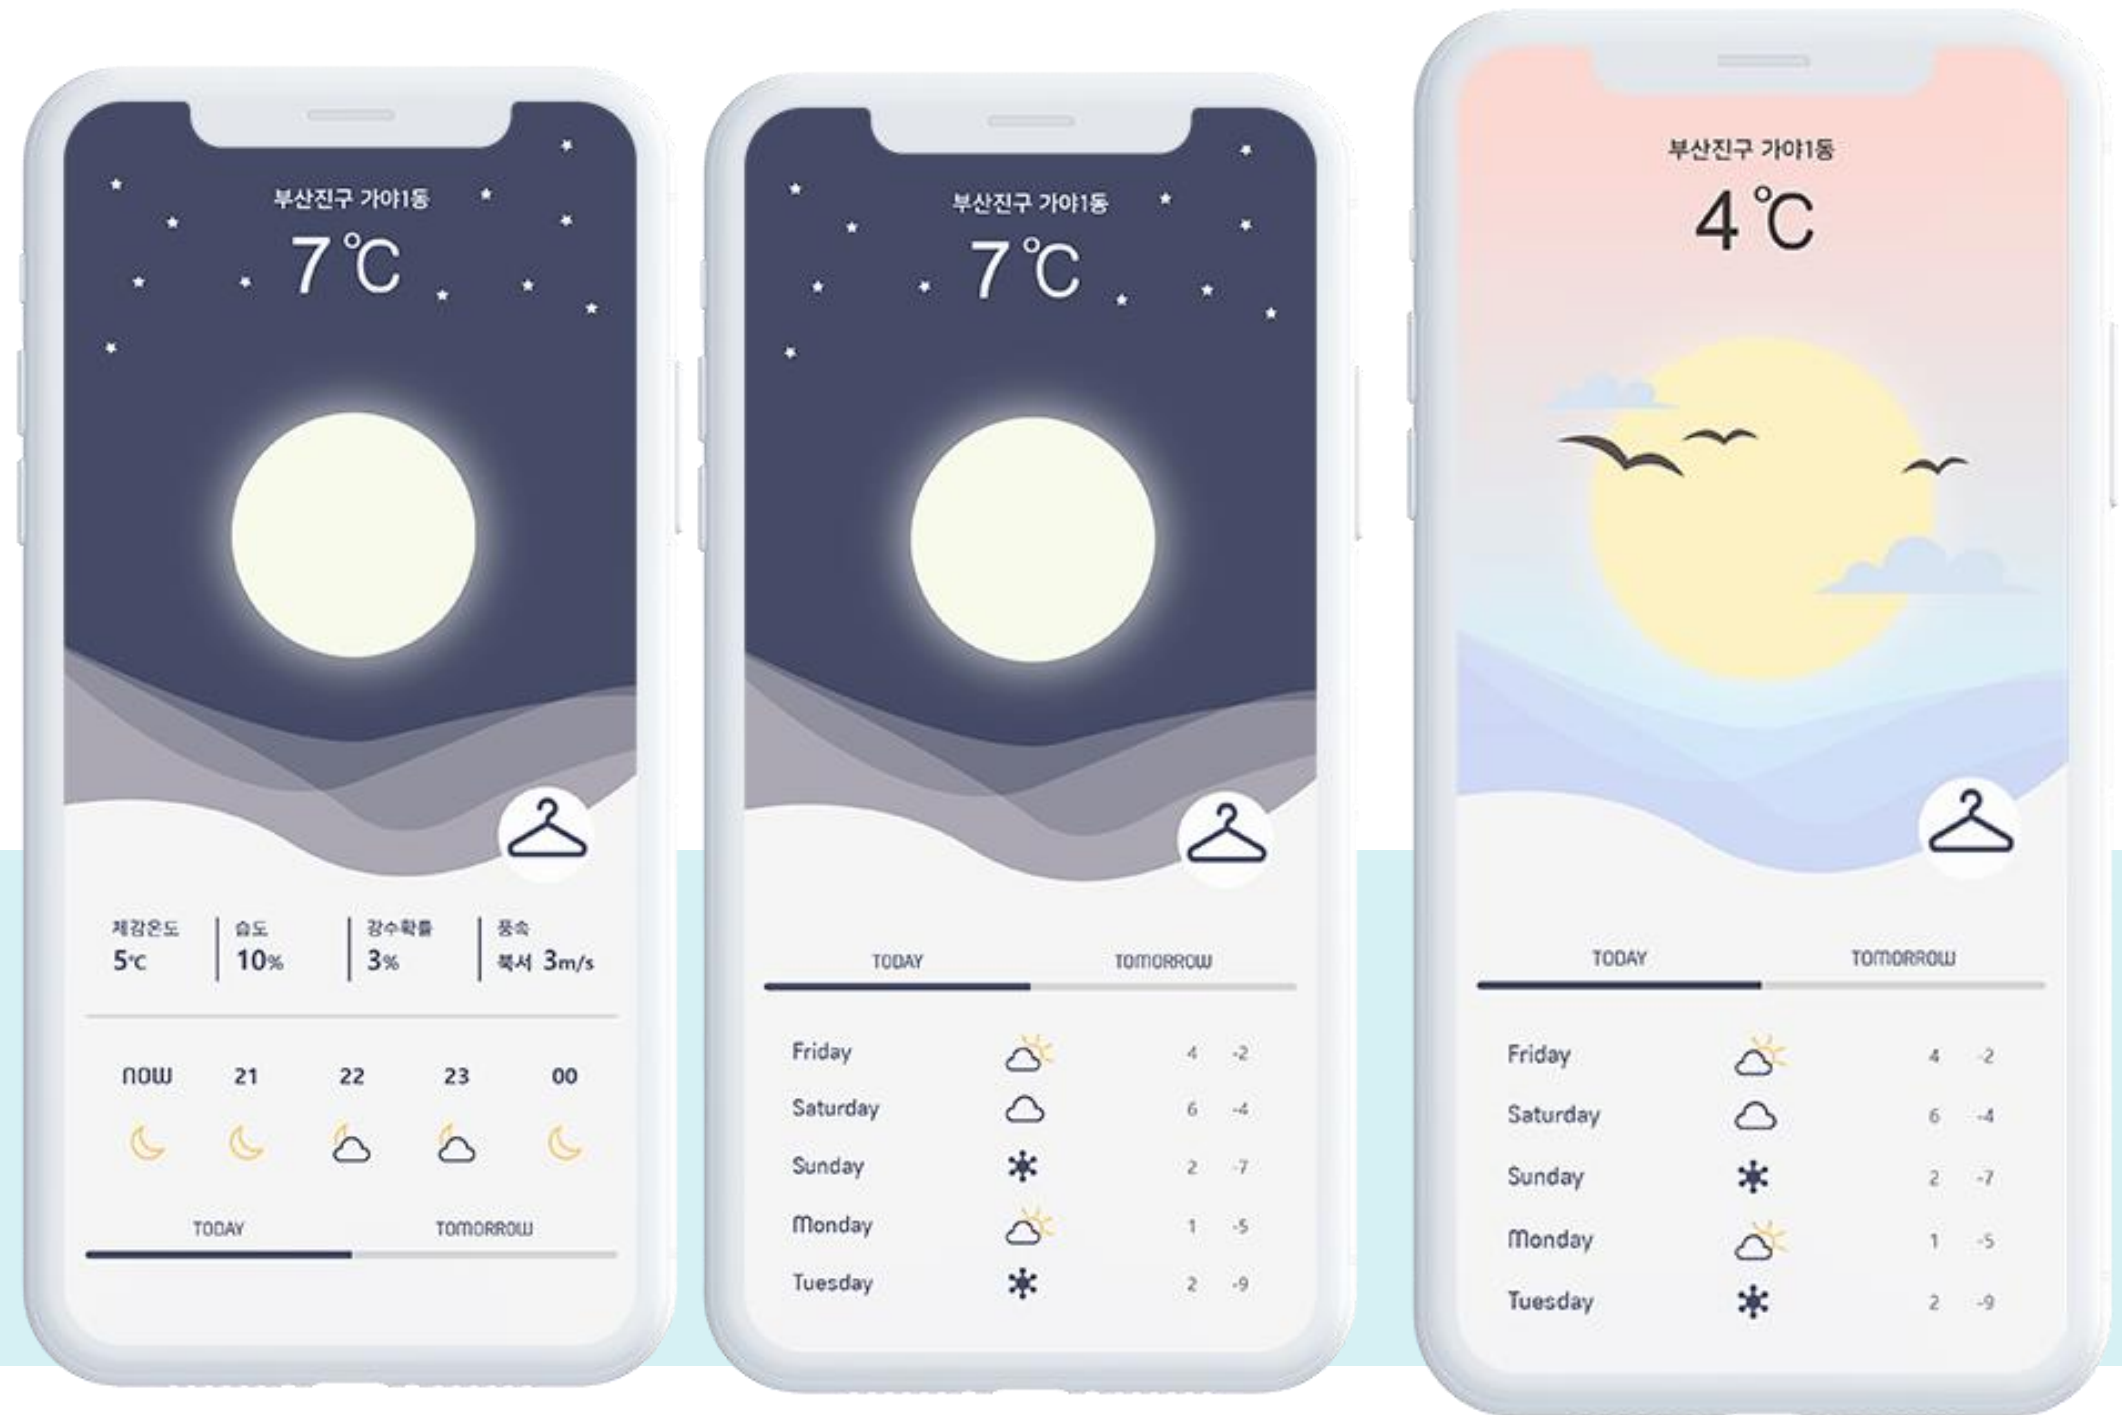 부산진구 가야1동
7℃
체감온도 습도 강수확률 풍속
5℃ 10% 3% 북서 3m/s
now 21 22 23 00
TODAY TOMORROW
부산진구 가야1동
7℃
TODAY TOMORROW
Friday 4 -2
Saturday 6 -4
Sunday 2 -7
Monday 1 -5
Tuesday 2 -9
부산진구 가야1동
4℃
TODAY TOMORROW
Friday 4 -2
Saturday 6 -4
Sunday 2 -7
Monday 1 -5
Tuesday 2 -9